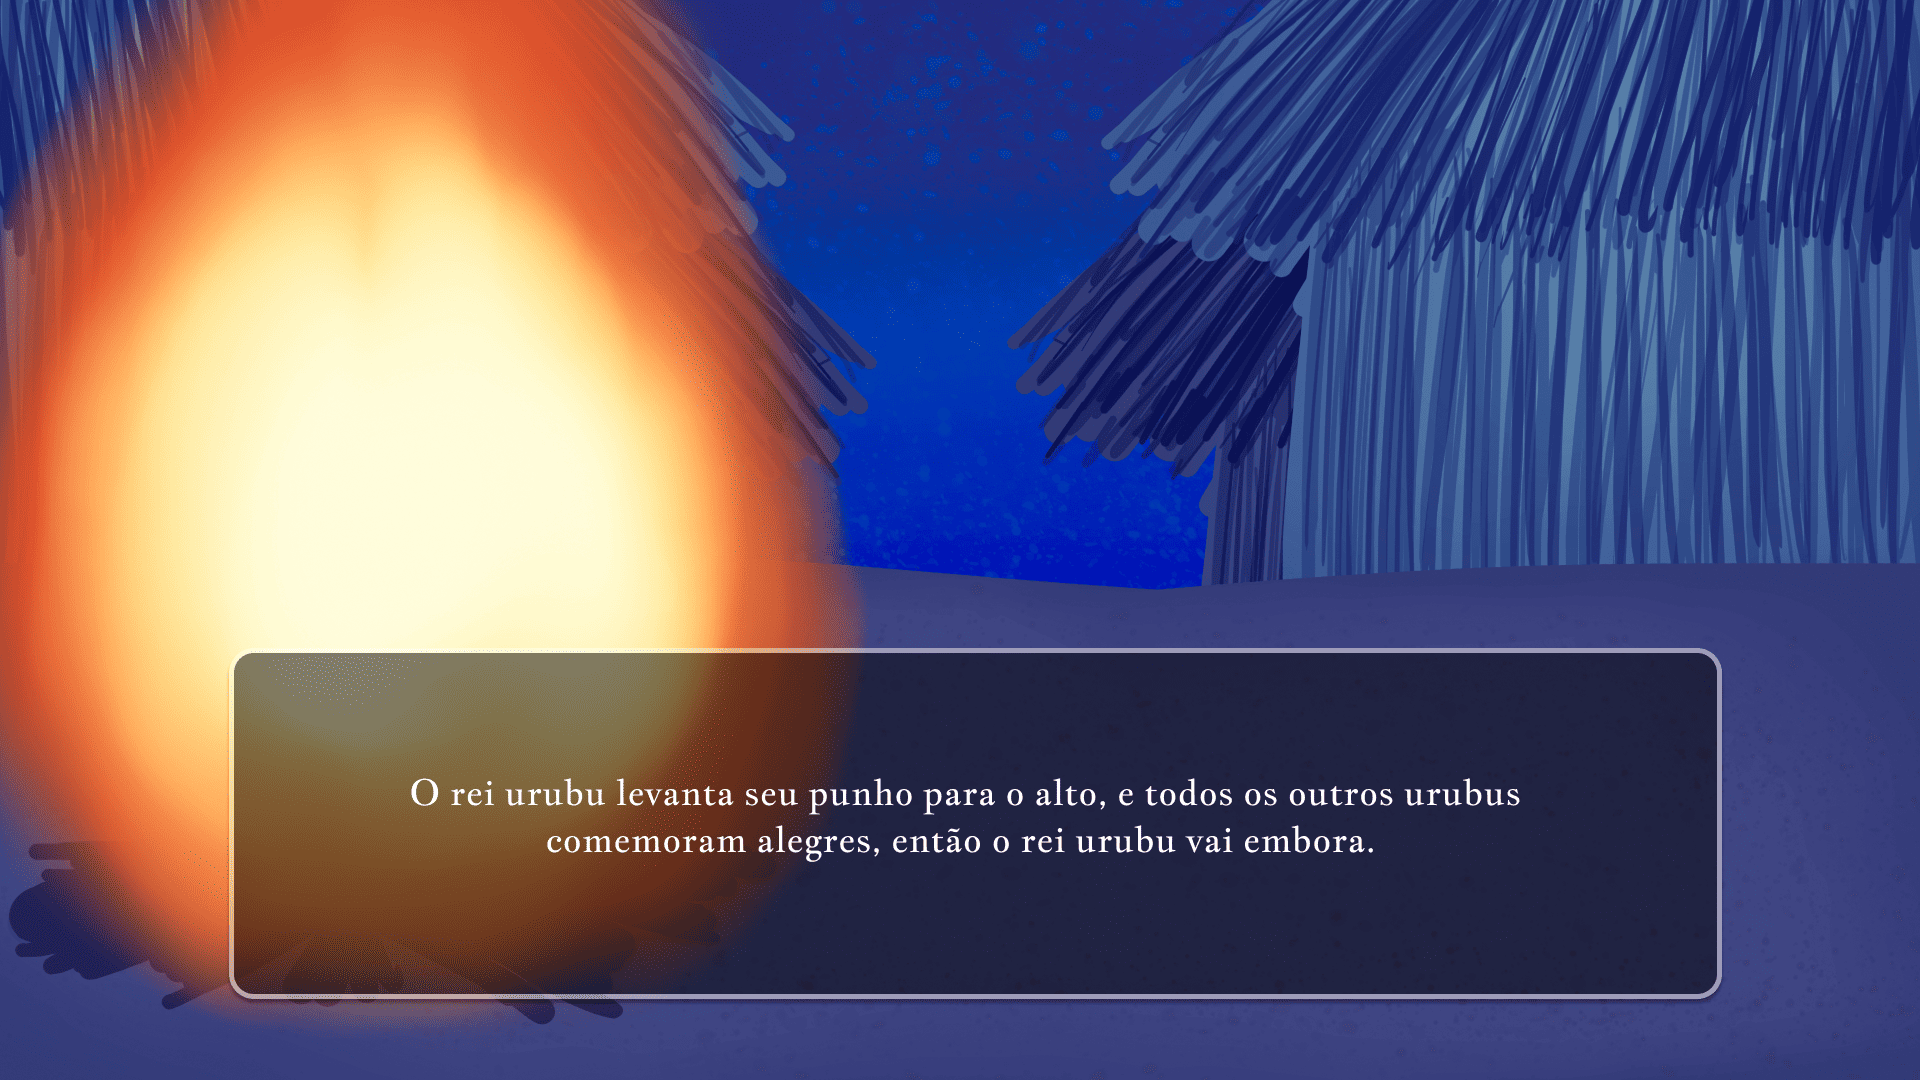 O rei urubu levanta seu punho para o alto, e todos os outros urubus
comemoram alegres, então o rei urubu vai embora.